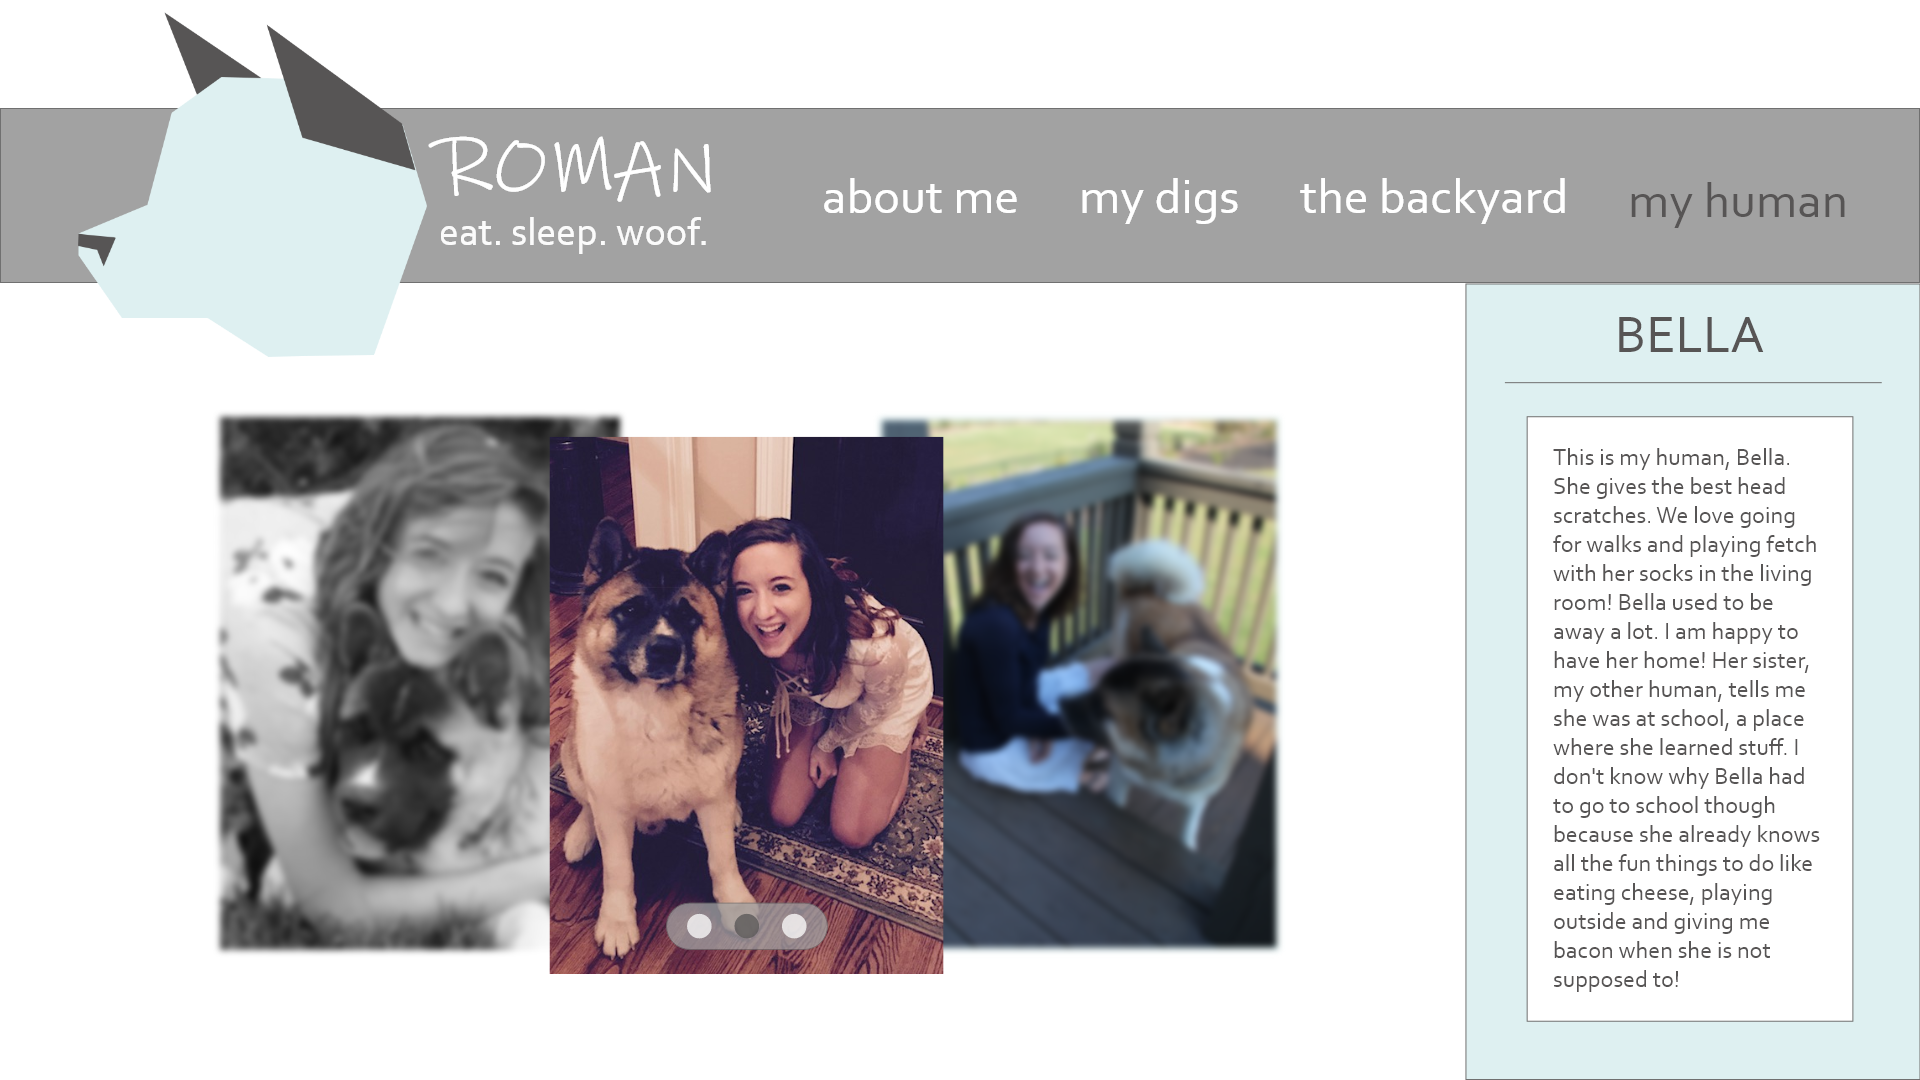 ROMAN
eat. sleep. woof.
about me
my digs
the backyard
my human
BELLA
This is my human, Bella.
She gives the best head
scratches. We love going
for walks and playing fetch
with her socks in the living
room! Bella used to be
away a lot. I am happy to
have her home! Her sister,
my other human, tells me
she was at school, a place
where she learned stuff. I
don't know why Bella had
to go to school though
because she already knows
all the fun things to do like
eating cheese, playing
outside and giving me
bacon when she is not
supposed to!